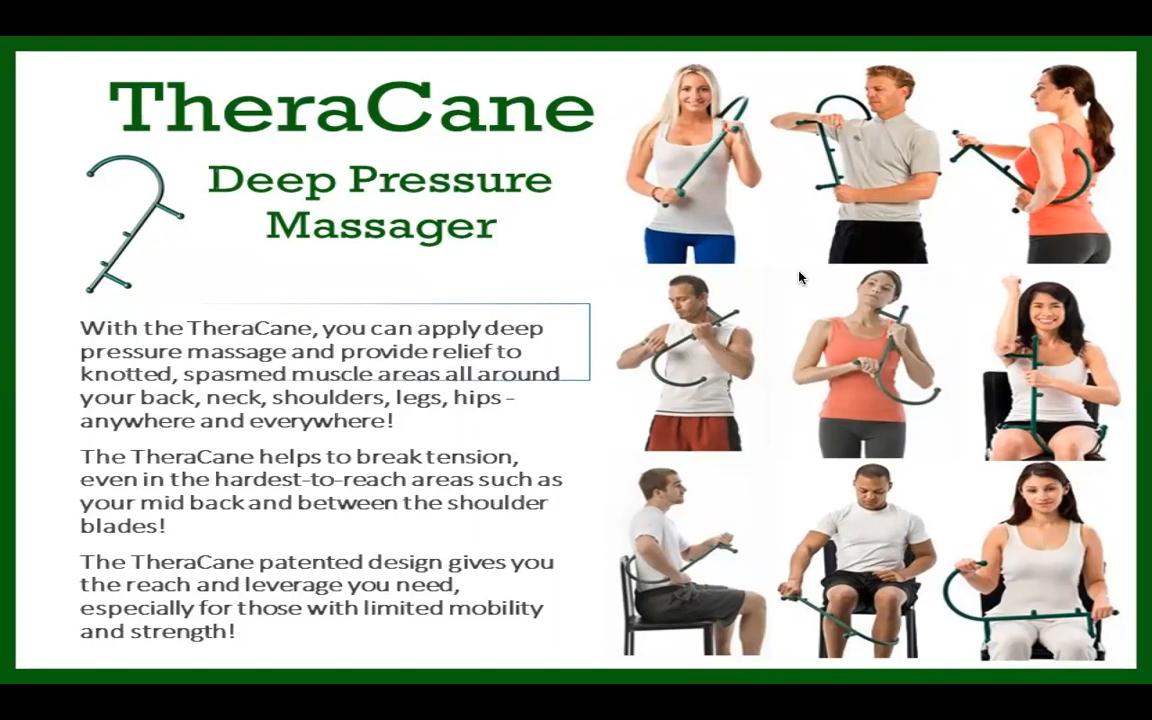 TheraCane
Deep Pressure
Massager
With the TheraCane, you can apply deep
pressure massage and provide relief to
knotted, spasmed muscle areas all around
your back, neck, shoulders, legs, hips -
anywhere and everywhere!
The TheraCane helps to break tension,
even in the hardest-to-reach areas such as
your mid back and between the shoulder
blades!
The TheraCane patented design gives you
the reach and leverage you need,
especially for those with limited mobility
and strength!